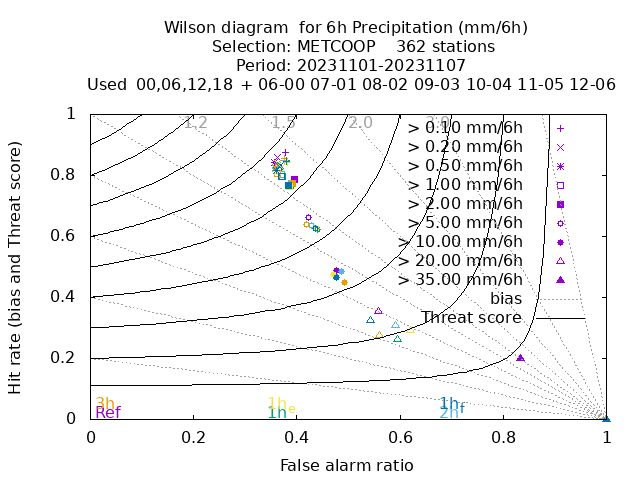 Wilson diagram  for 6h Precipitation (mm/6h)
Selection: METCOOP    362 stations
Period: 20231101-20231107
Used  00,06,12,18  + 06-00 07-01 08-02 09-03 10-04 11-05 12-06
1
0.8
0.6
0.4
0.2
0
0
0.2
0.4
0.6
0.8
1
Hit rate (bias and Threat score)
False alarm ratio
1.2
1.5
2.0
3.0
> 0.10 mm/6h
> 0.20 mm/6h
> 0.50 mm/6h
> 1.00 mm/6h
> 2.00 mm/6h
> 5.00 mm/6h
> 10.00 mm/6h
> 20.00 mm/6h
> 35.00 mm/6h
bias
Threat score
3h
Ref
1h_e
1h
1h_f
2h